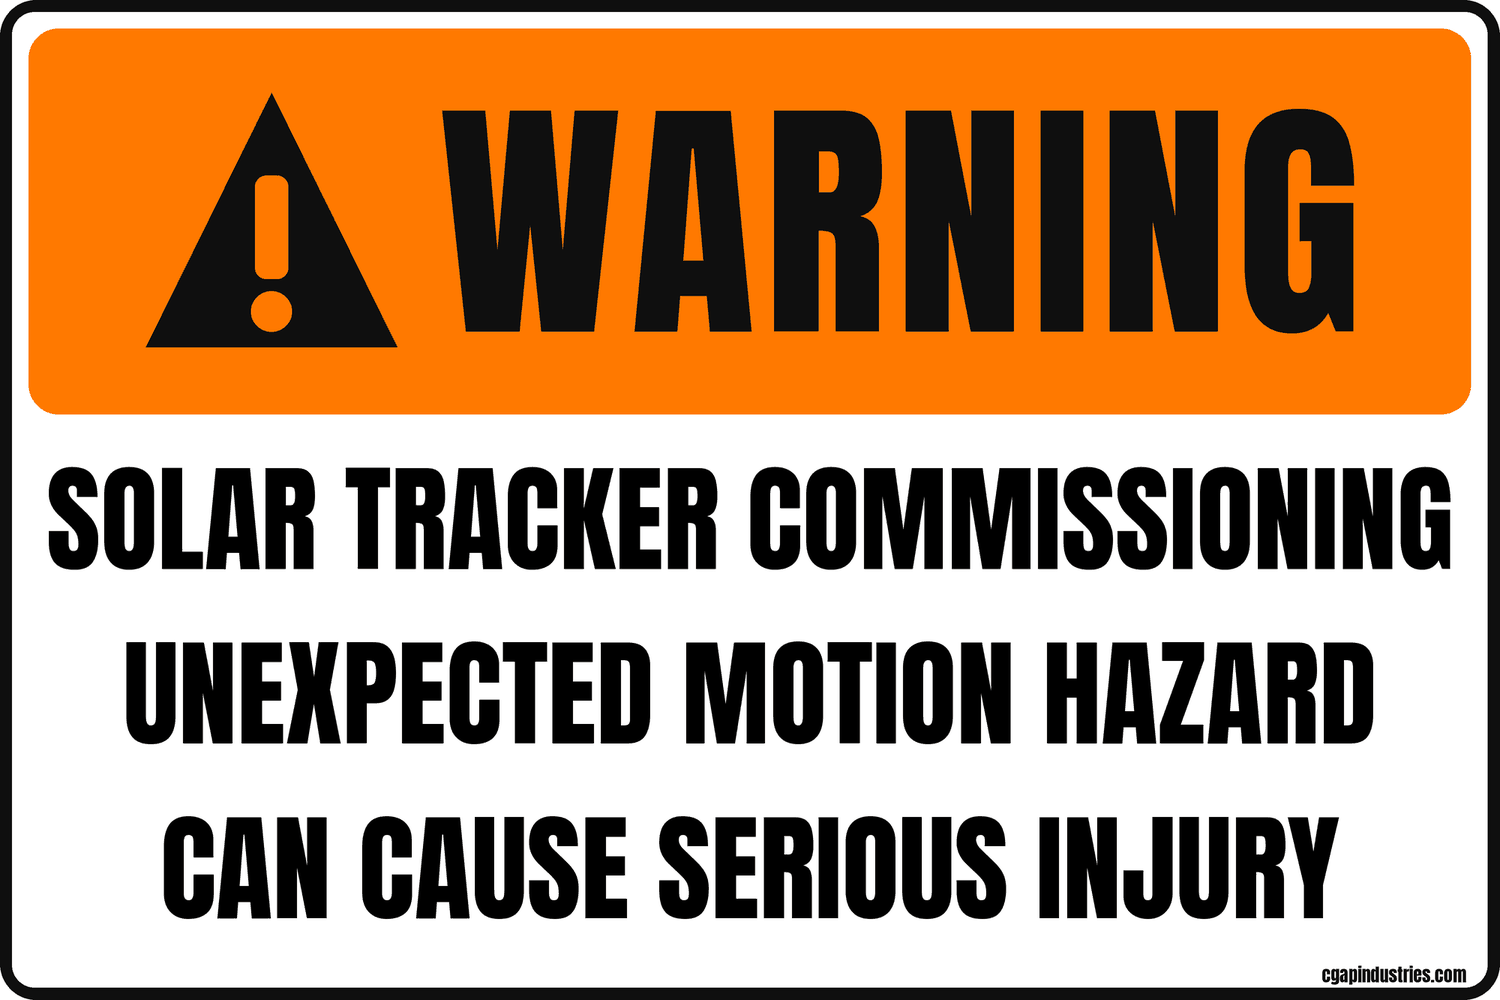 WARNING
SOLAR TRACKER COMMISSIONING
UNEXPECTED MOTION HAZARD
CAN CAUSE SERIOUS INJURY
cgapindustries.com